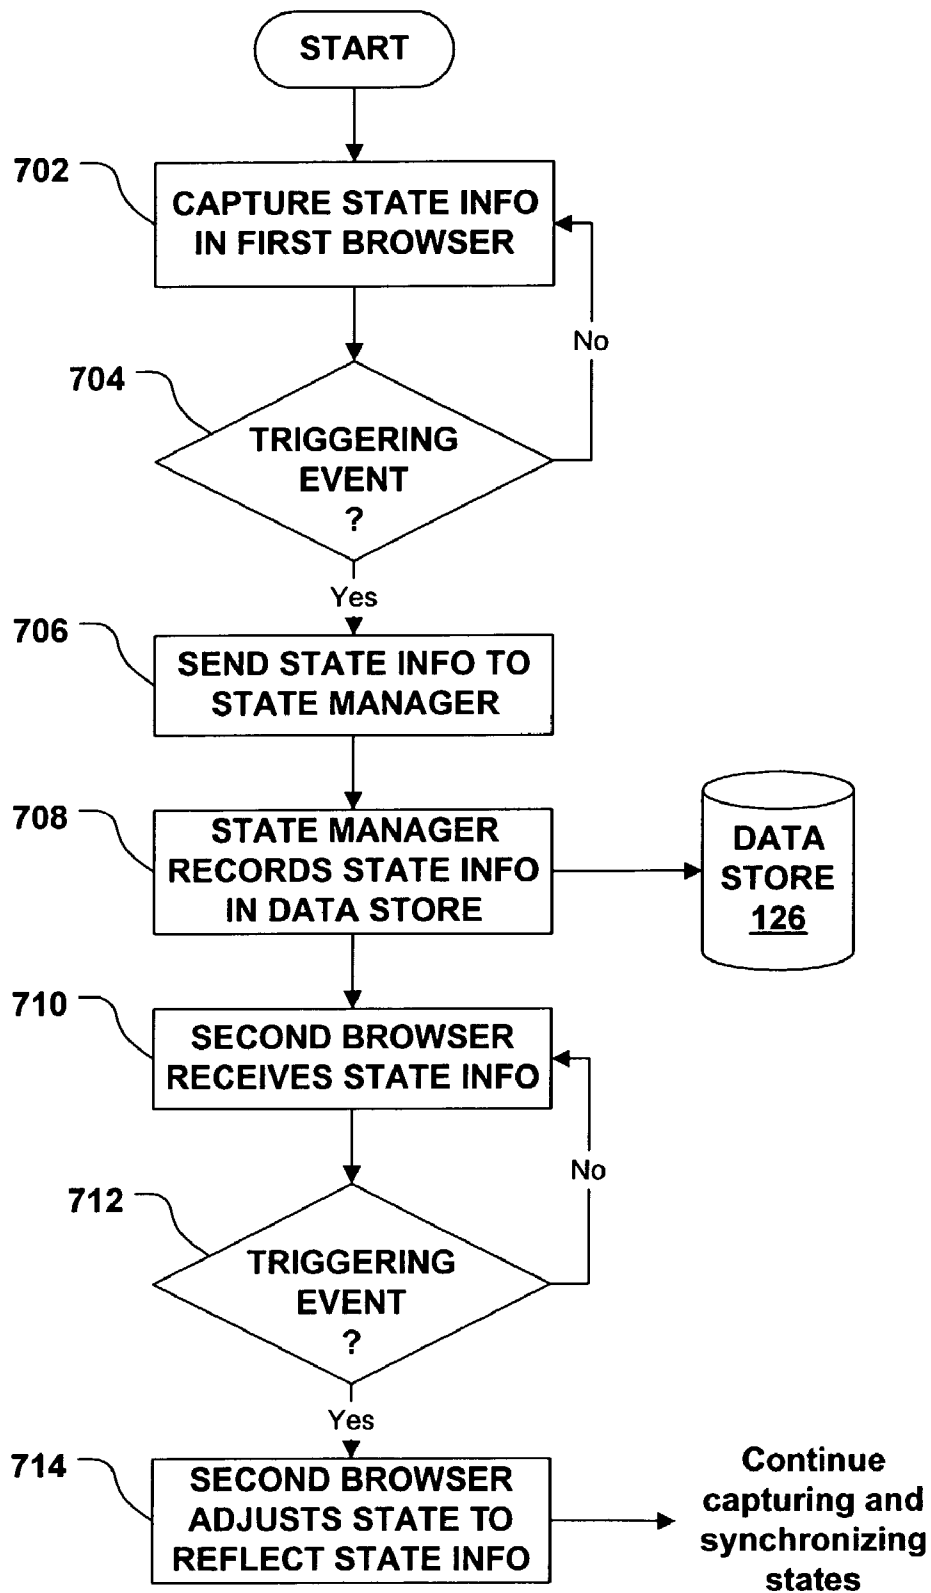 START
702
CAPTURE STATE INFO
IN FIRST BROWSER
No
704
TRIGGERING
EVENT
?
Yes
706
SEND STATE INFO TO
STATE MANAGER
708
STATE MANAGER
RECORDS STATE INFO
IN DATA STORE
DATA
STORE
126
710
SECOND BROWSER
RECEIVES STATE INFO
No
712
TRIGGERING
EVENT
?
Yes
714
SECOND BROWSER
ADJUSTS STATE TO
REFLECT STATE INFO
Continue
capturing and
synchronizing
states